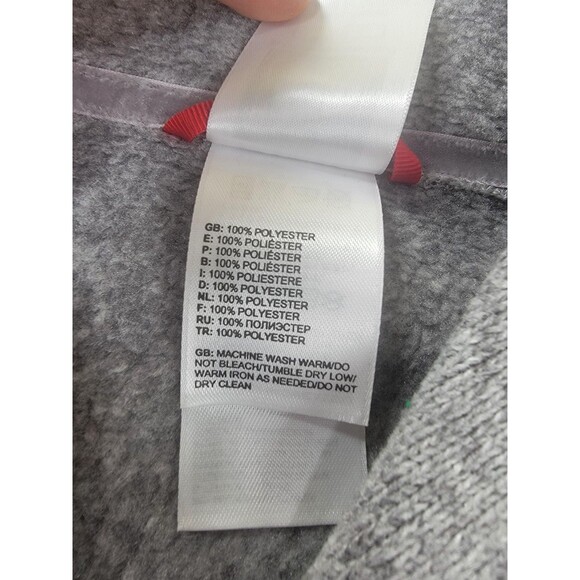 GB: 100% POLYESTER
E: 100% POLIÉSTER
P: 100% POLIÉSTER
B: 100% POLIÉSTER
I: 100% POLIESTERE
D: 100% POLYESTER
NL: 100% POLYESTER
F: 100% POLYESTER
RU: 100% ПОЛИЭСТЕР
TR: 100% POLYESTER
GB: MACHINE WASH WARM/DO
NOT BLEACH/TUMBLE DRY LOW/
WARM IRON AS NEEDED/DO NOT
DRY CLEAN